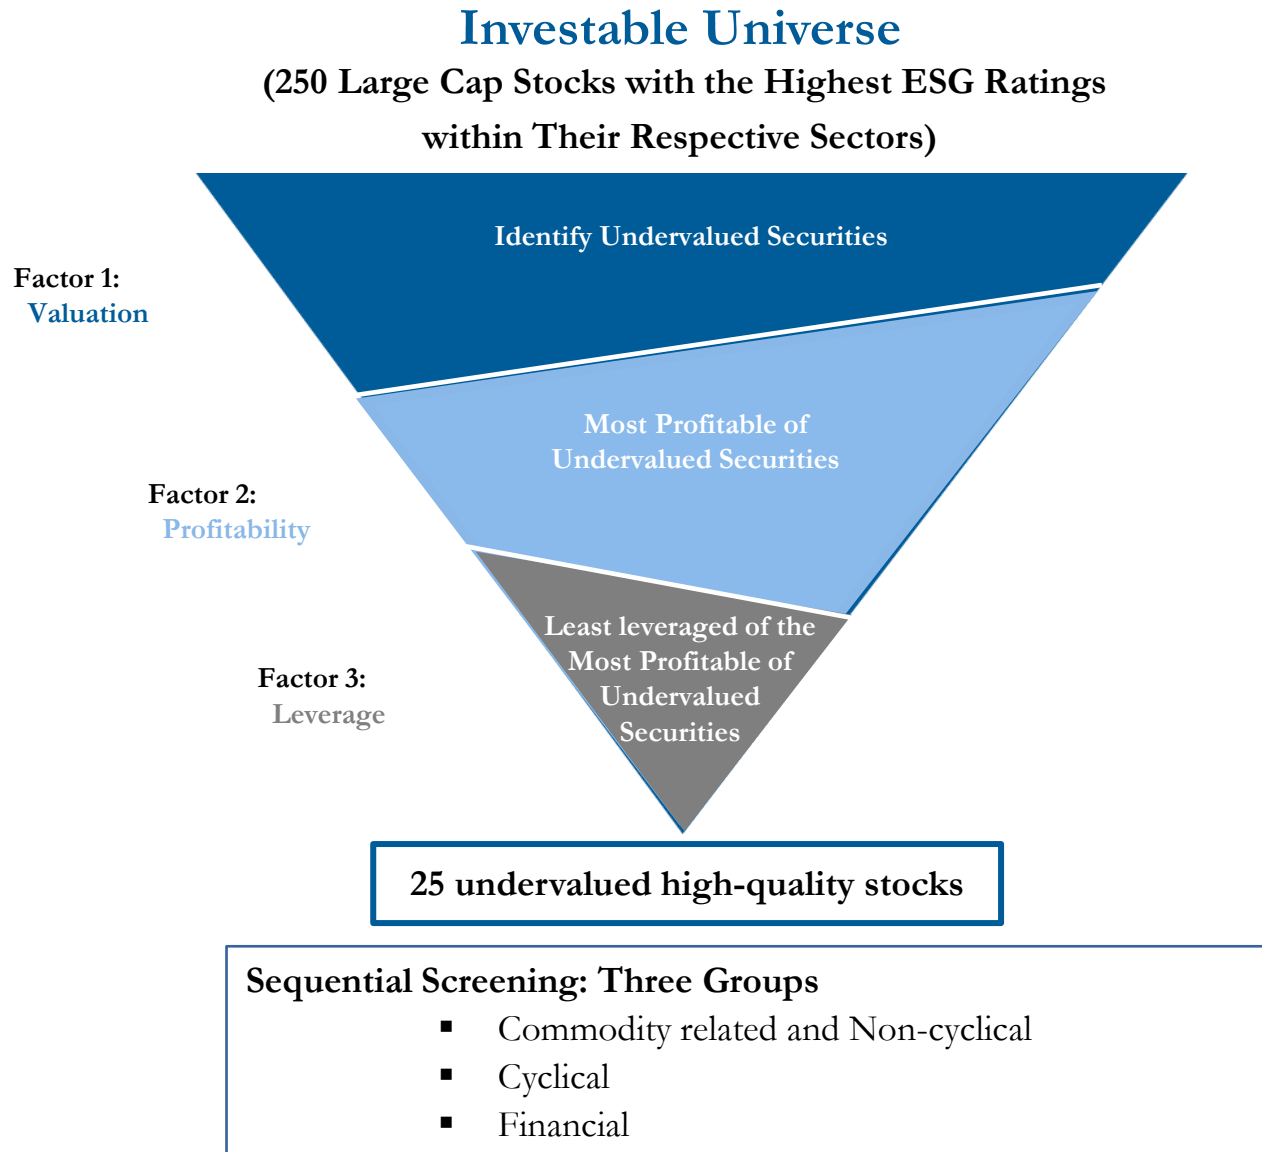 Investable Universe
(250 Large Cap Stocks with the Highest ESG Ratings
within Their Respective Sectors)
Identify Undervalued Securities
Factor 1:
Valuation
Most Profitable of
Undervalued Securities
Factor 2:
Profitability
Least leveraged of the
Most Profitable of
Undervalued
Securities
Factor 3:
Leverage
25 undervalued high-quality stocks
Sequential Screening: Three Groups
▪ Commodity related and Non-cyclical
▪ Cyclical
▪ Financial